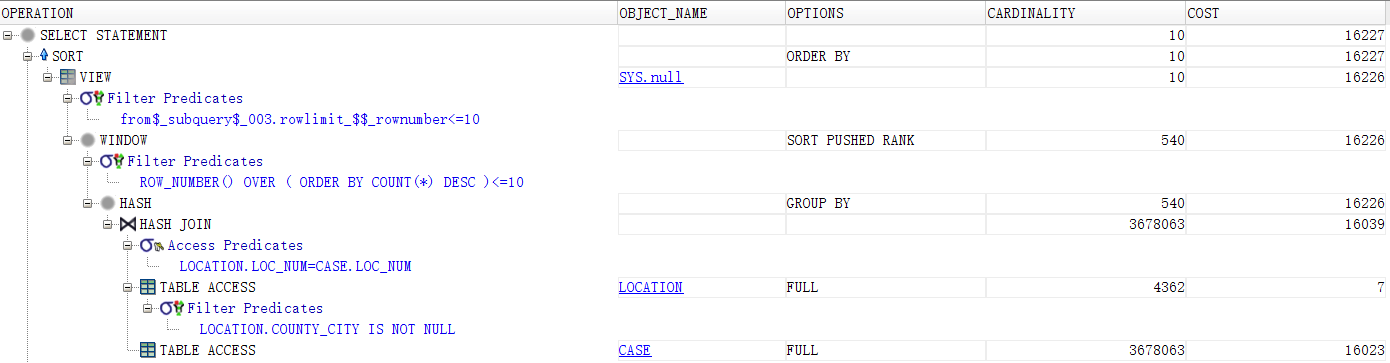 OPERATION OBJECT_NAME OPTIONS CARDINALITY COST
SELECT STATEMENT 10 16227
SORT ORDER BY 10 16227
VIEW SYS.null 10 16226
Filter Predicates
from$_subquery$_003.rowlimit_$$_rownumber<=10
WINDOW SORT PUSHED RANK 540 16226
Filter Predicates
ROW_NUMBER() OVER ( ORDER BY COUNT(*) DESC )<=10
HASH GROUP BY 540 16226
HASH JOIN 3678063 16039
Access Predicates
LOCATION.LOC_NUM=CASE.LOC_NUM
TABLE ACCESS LOCATION FULL 4362 7
Filter Predicates
LOCATION.COUNTY_CITY IS NOT NULL
TABLE ACCESS CASE FULL 3678063 16023